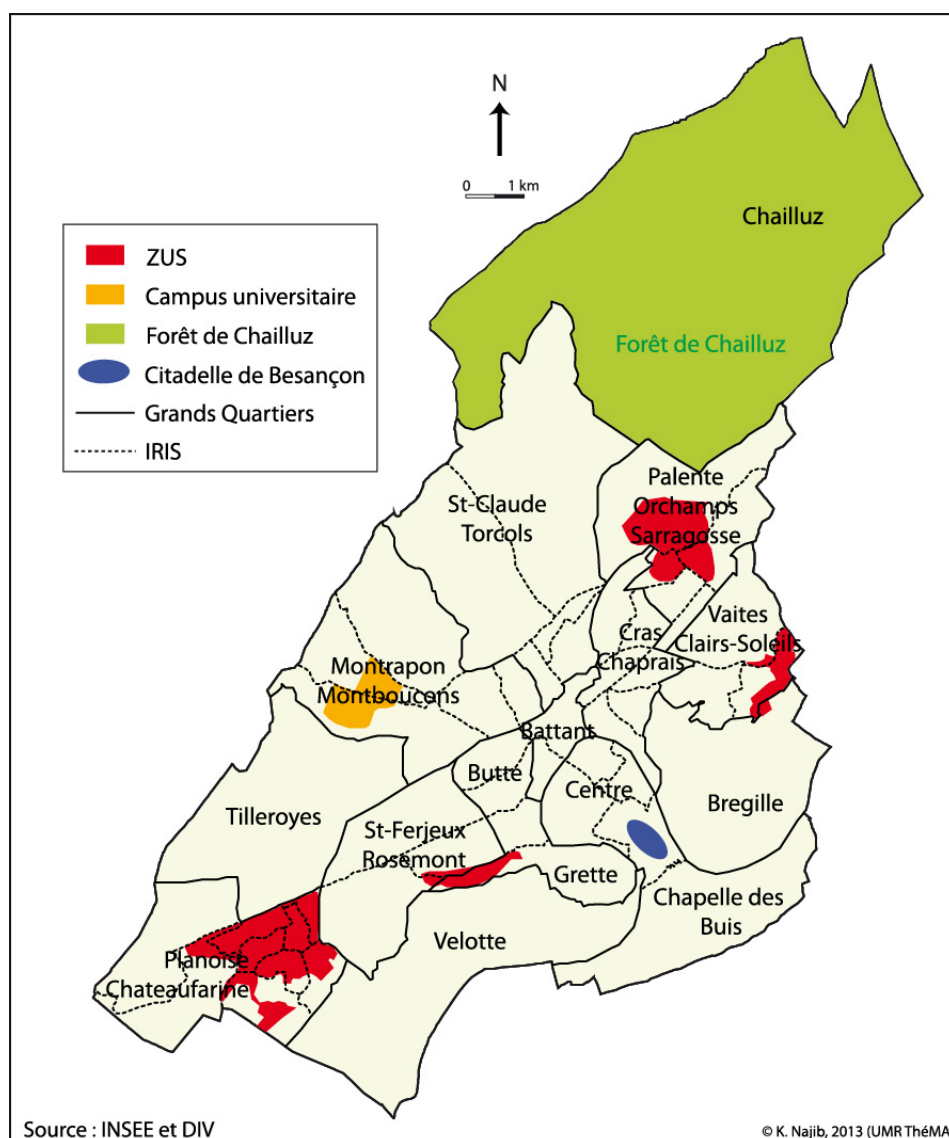 N
0 1 km
ZUS
Campus universitaire
Forêt de Chailluz
Citadelle de Besançon
Grands Quartiers
IRIS
Chailluz
Forêt de Chailluz
Palente
Orchamps
Sarragosse
St-Claude
Torcols
Vaites
Clairs-Soleils
Cras
Chaprais
Montrapon
Montboucons
Battant
Butte
Centre
Bregille
Tilleroyes
St-Ferjeux
Rosemont
Grette
Chapelle des
Buis
Velotte
Planoise
Chateaufarine
Source : INSEE et DIV
© K. Najib, 2013 (UMR ThéMA